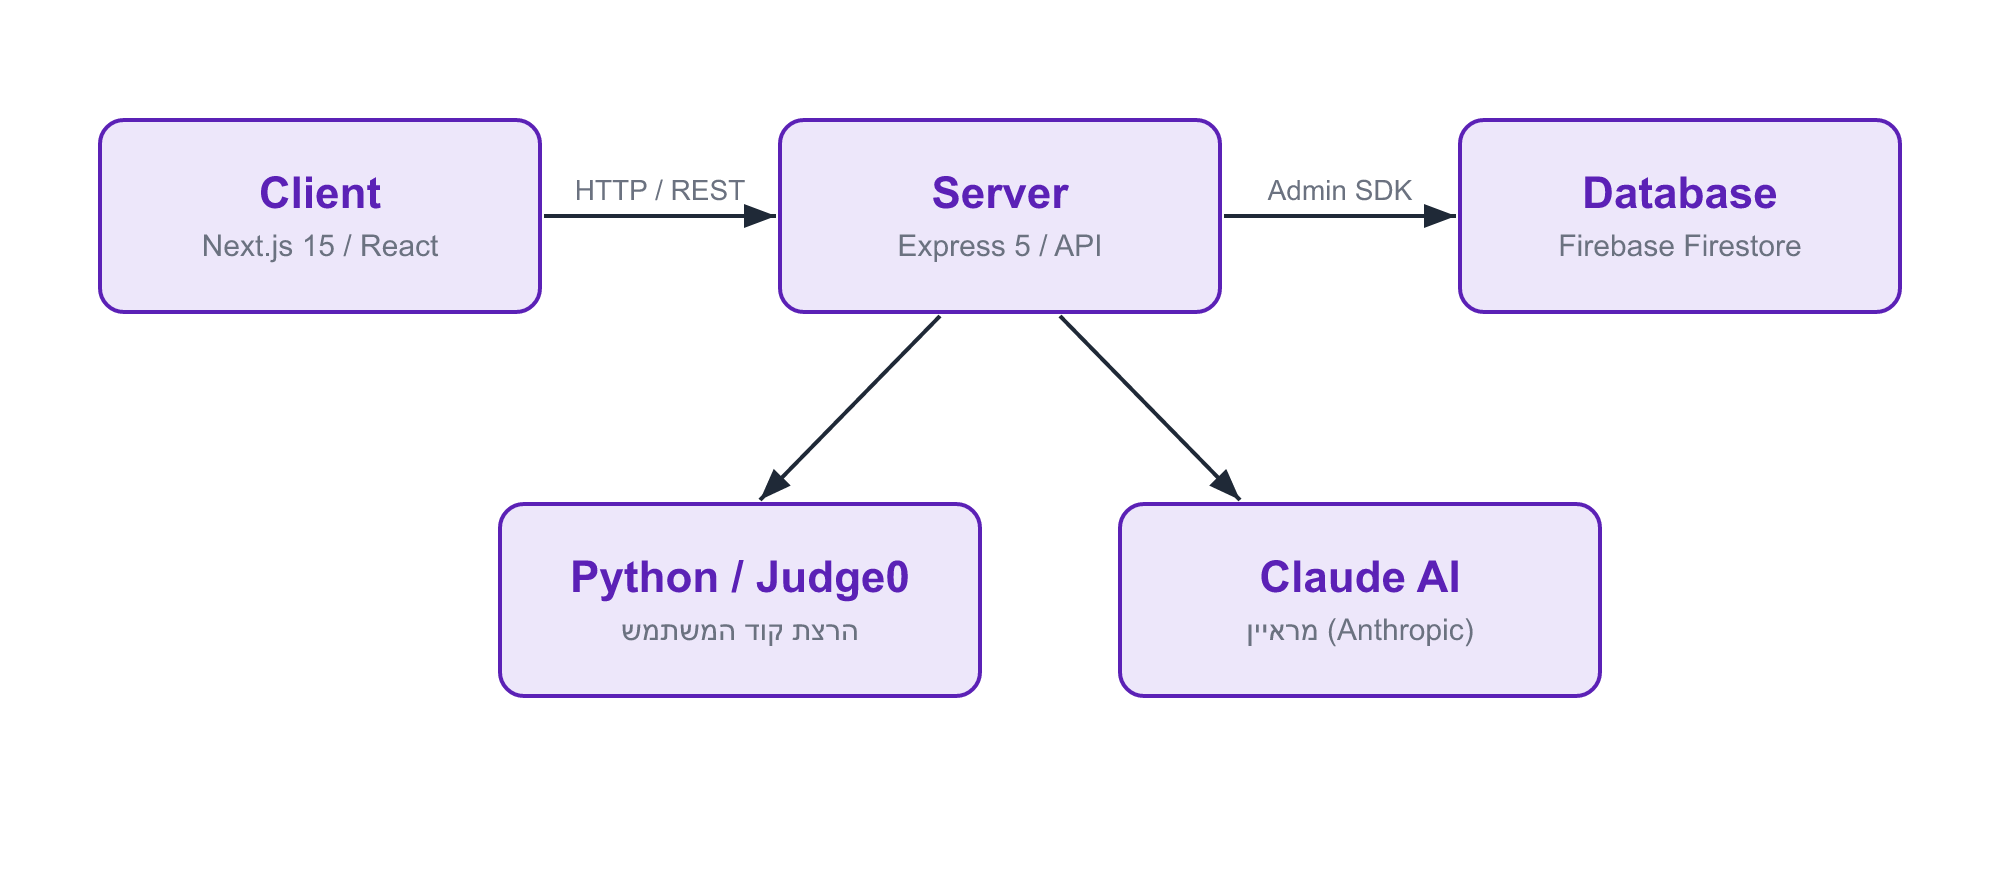 Client
Next.js 15 / React
HTTP / REST
Server
Express 5 / API
Admin SDK
Database
Firebase Firestore
Python / Judge0
הרצת קוד המשתמש
Claude AI
מראיין (Anthropic)